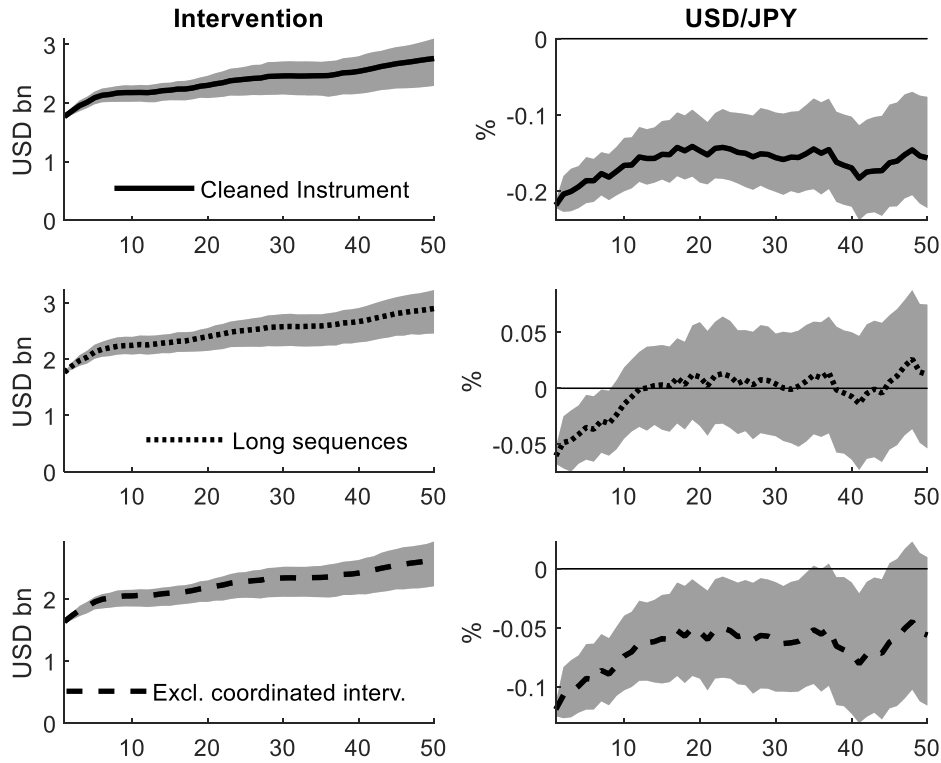 Intervention
USD/JPY
3
2
1
0
USD bn
Cleaned Instrument
10 20 30 40 50
0
-0.1
-0.2
%
10 20 30 40 50
3
2
1
0
USD bn
Long sequences
10 20 30 40 50
0.05
0
-0.05
%
10 20 30 40 50
2
1
0
USD bn
Excl. coordinated interv.
10 20 30 40 50
0
-0.05
-0.1
%
10 20 30 40 50